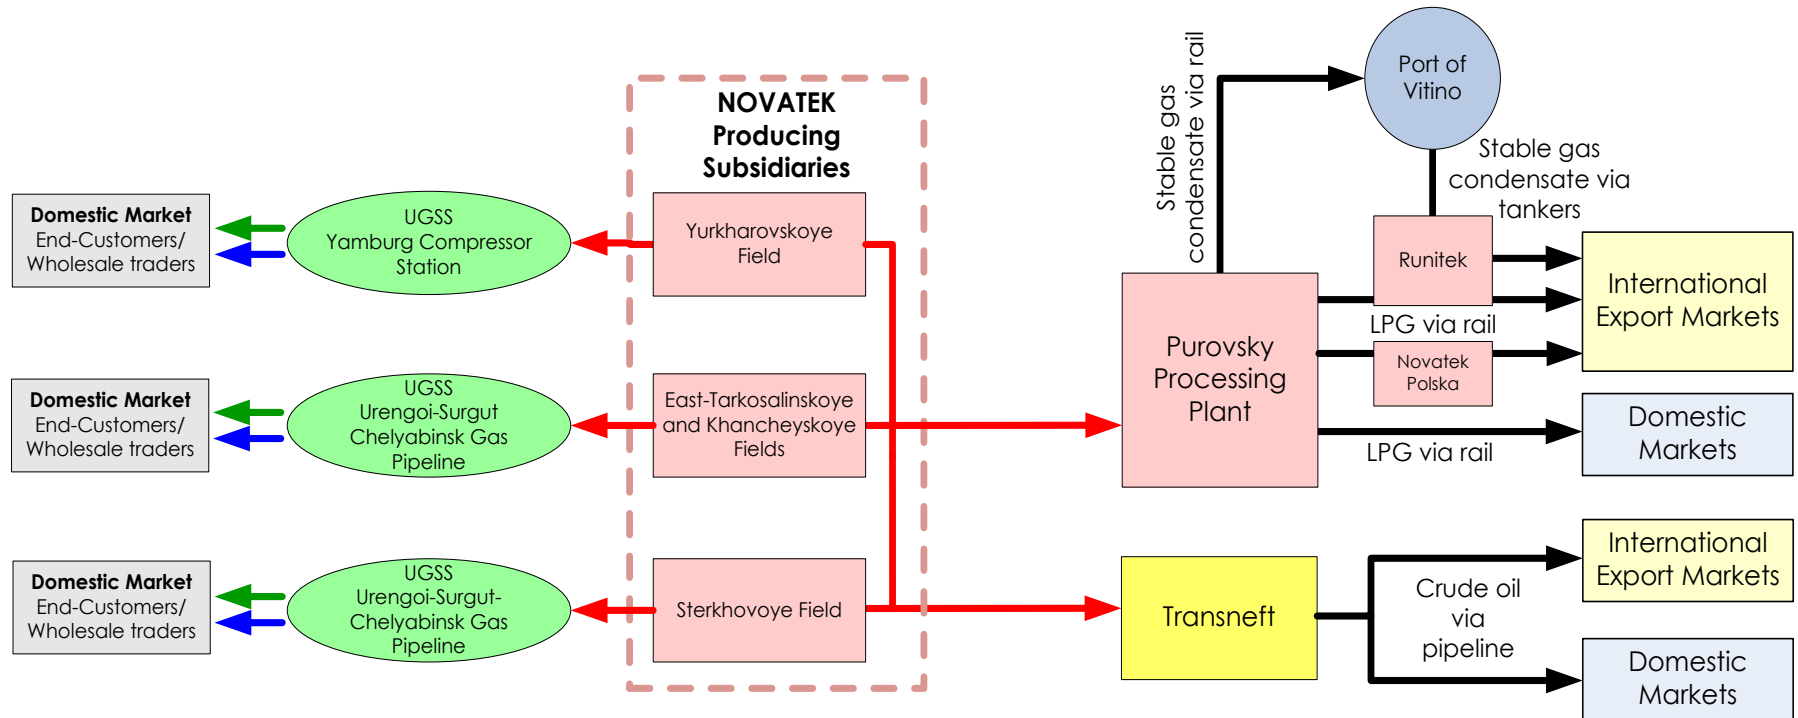 NOVATEK
Producing
Subsidiaries
Domestic Market
End-Customers/
Wholesale traders
UGSS
Yamburg Compressor
Station
Yurkharovskoye
Field
Domestic Market
End-Customers/
Wholesale traders
UGSS
Urengoi-Surgut
Chelyabinsk Gas
Pipeline
East-Tarkosalinskoye
and Khancheyskoye
Fields
Domestic Market
End-Customers/
Wholesale traders
UGSS
Urengoi-Surgut-
Chelyabinsk Gas
Pipeline
Sterkhovoye Field
Purovsky
Processing
Plant
Stable gas
condensate via rail
Port of
Vitino
Stable gas
condensate via
tankers
Runitek
LPG via rail
Novatek
Polska
International
Export Markets
LPG via rail
Domestic
Markets
Transneft
Crude oil
via
pipeline
International
Export Markets
Domestic
Markets